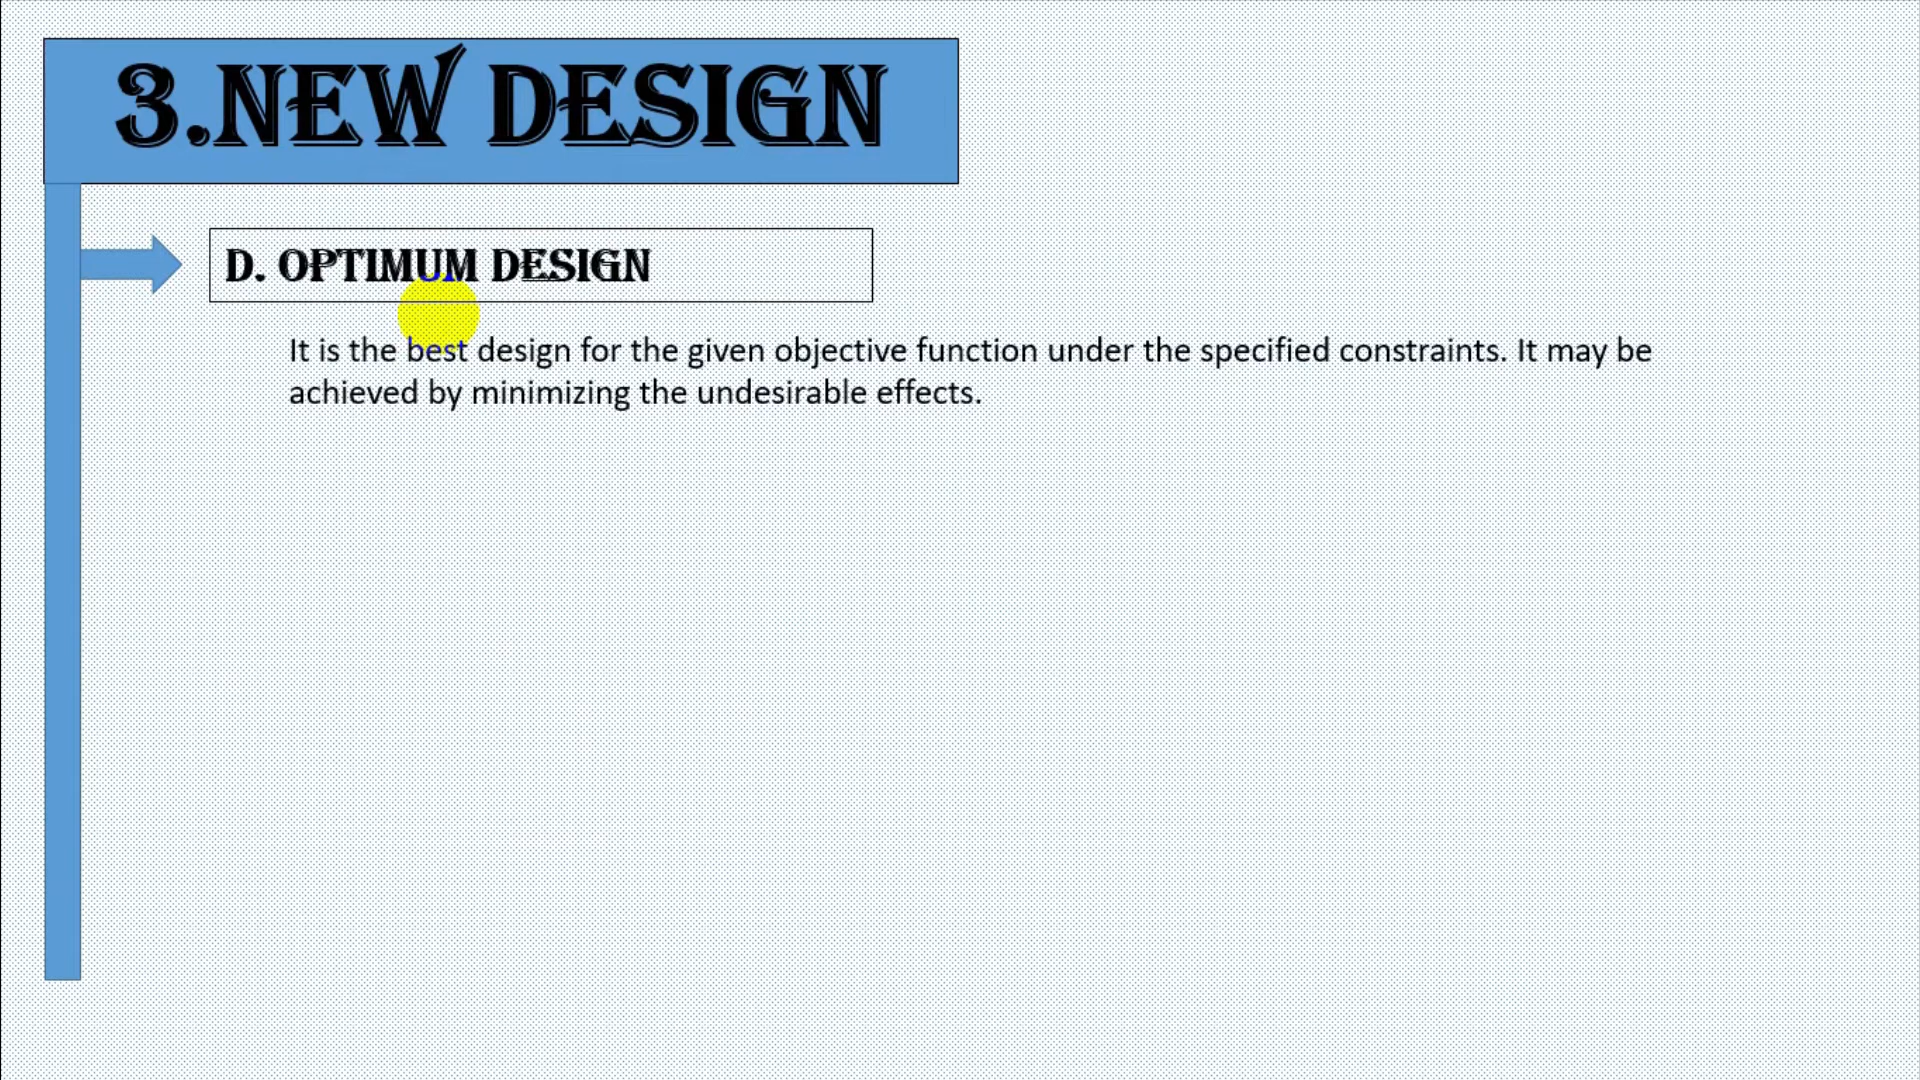 3.NEW DESIGN
D. OPTIMUM DESIGN
It is the best design for the given objective function under the specified constraints. It may be
achieved by minimizing the undesirable effects.